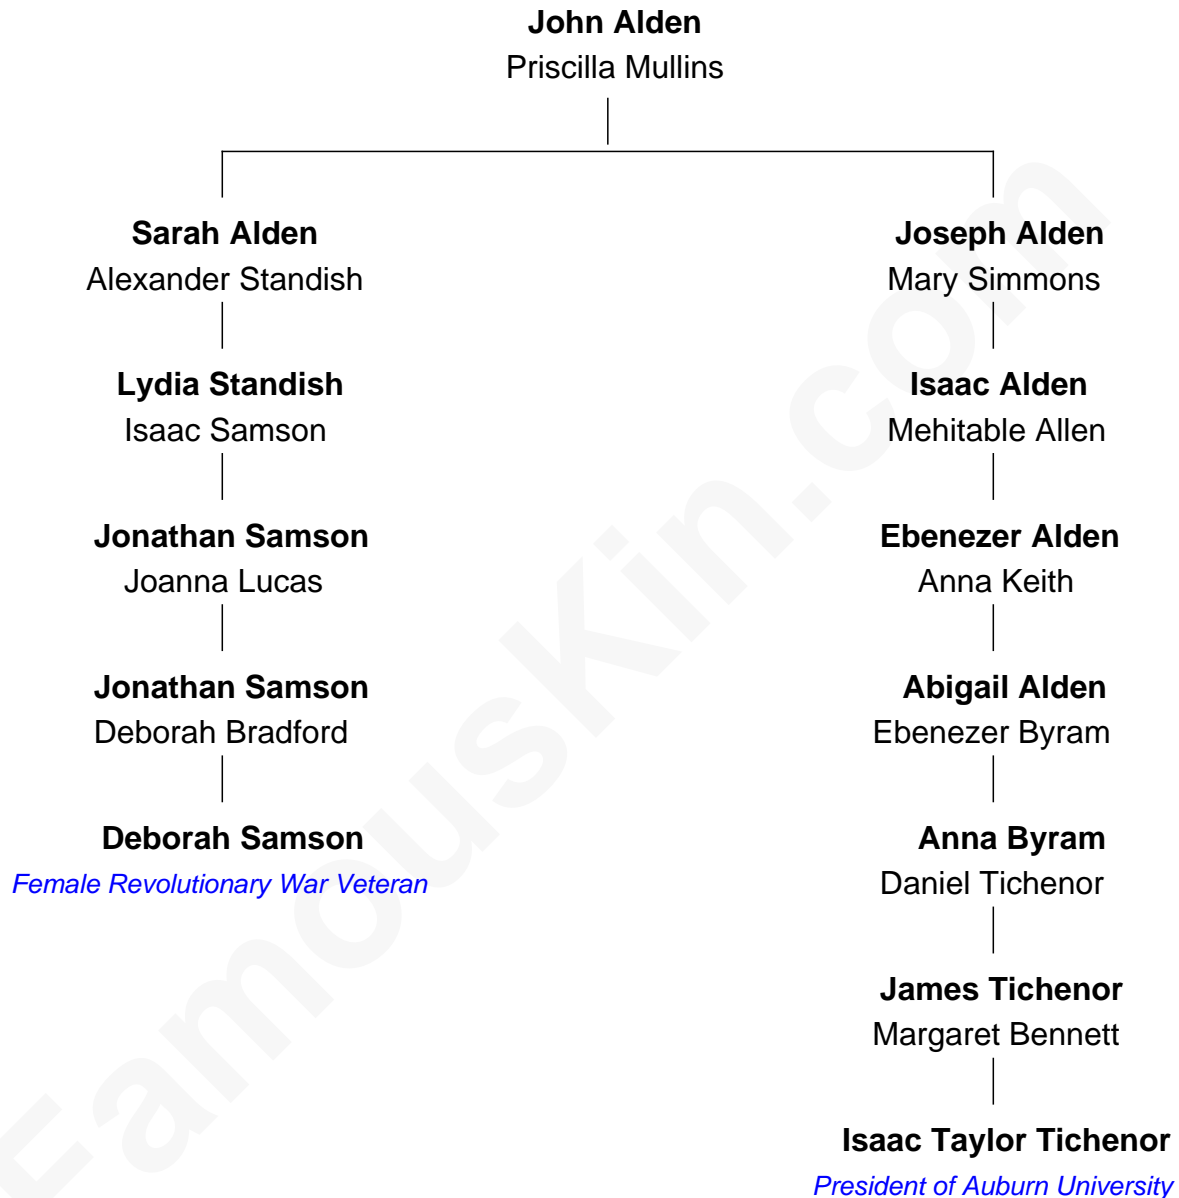 John Alden
Priscilla Mullins
Sarah Alden
Alexander Standish
Lydia Standish
Isaac Samson
Jonathan Samson
Joanna Lucas
Jonathan Samson
Deborah Bradford
Deborah Samson
Female Revolutionary War Veteran
Joseph Alden
Mary Simmons
Isaac Alden
Mehitable Allen
Ebenezer Alden
Anna Keith
Abigail Alden
Ebenezer Byram
Anna Byram
Daniel Tichenor
James Tichenor
Margaret Bennett
Isaac Taylor Tichenor
President of Auburn University
FamousKin.com